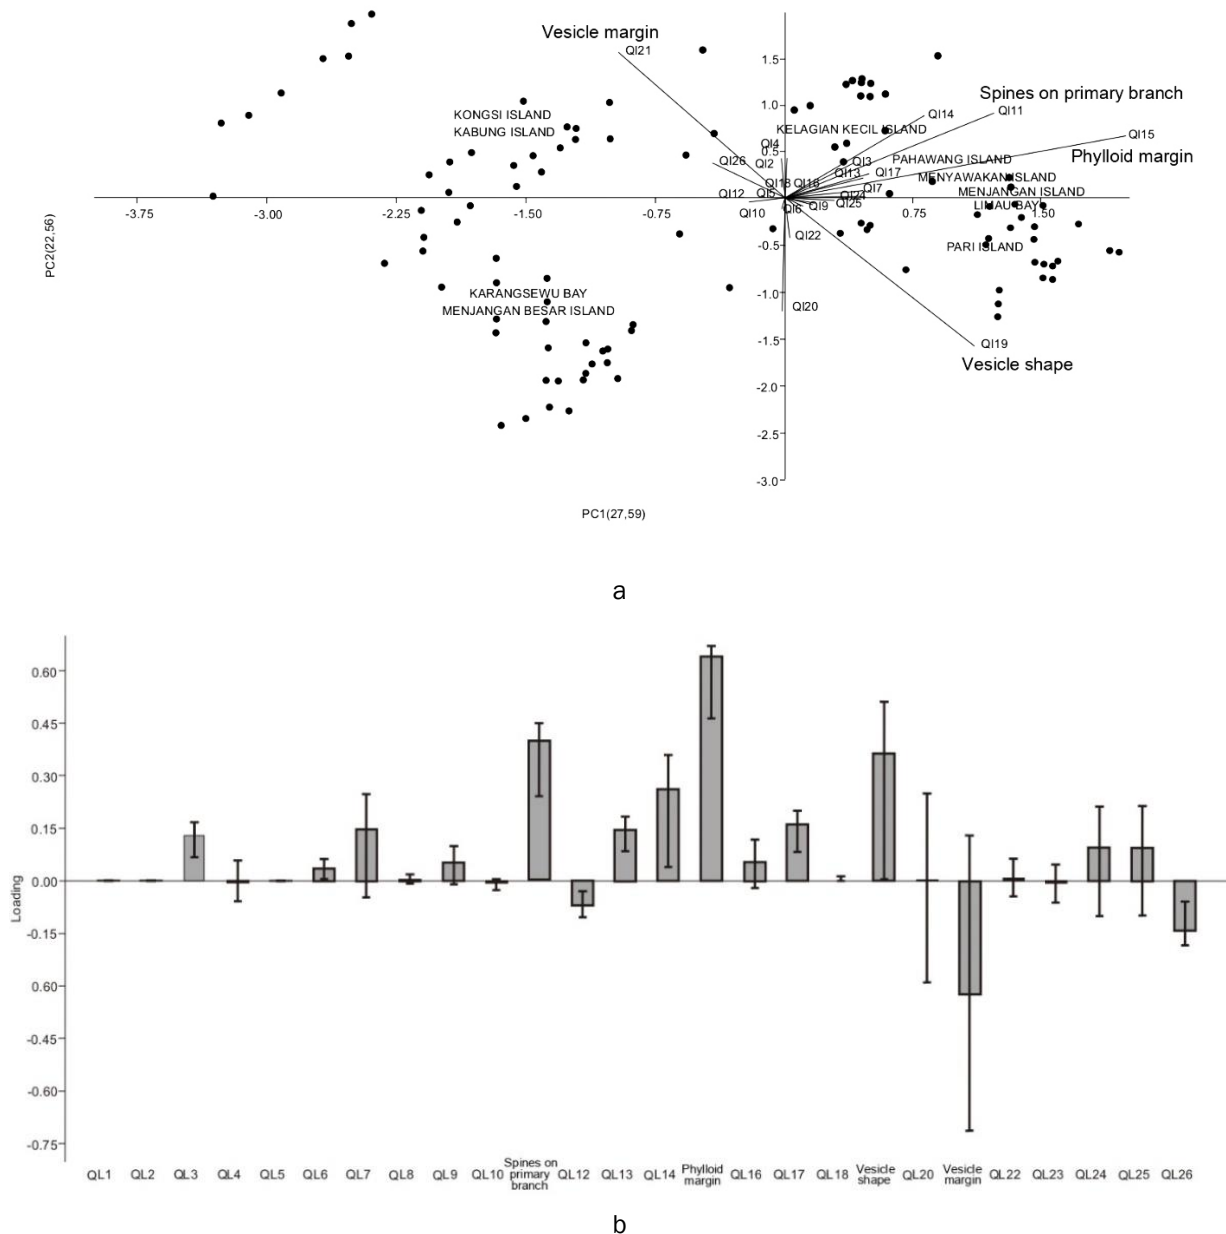 Vesicle margin
QI21
1.5
Spines on primary branch
QI11
QI14
KONGSI ISLAND
1.0
KABUNG ISLAND
KELAGIAN KECIL ISLAND
QI15
QI4
0.5
Phylloid margin
QI26
QI2
QI3
PAHAWANG ISLAND
QI13
QI17
MENYAWAKAN ISLAND
QI18
QI16
QI12
QI5
QI7
MENJANGAN ISLAND
QI24
QI25
LIMAU BAY
QI6
QI9
QI10
-3.75
-3.00
-2.25
-1.50
-0.75
0.75
1.50
QI22
-0.5
PARI ISLAND
PC2(22,56)
KARANGSEWU BAY
-1.0
MENJANGAN BESAR ISLAND
QI20
-1.5
QI19
Vesicle shape
-2.0
-2.5
-3.0
PC1(27,59)
a
0.60
0.45
0.30
0.15
0.00
Loading
-0.15
0.60
-0.45
-0.60
-0.75
QL1
QL2
QL3
QL4
QL5
QL6
QL7
QL8
QL9
QL10
Spines on
primary
branch
QL12
QL13
QL14
Phylloid
margin
QL16
QL17
QL18
Vesicle
shape
QL20
Vesicle
margin
QL22
QL23
QL24
QL25
QL26
b